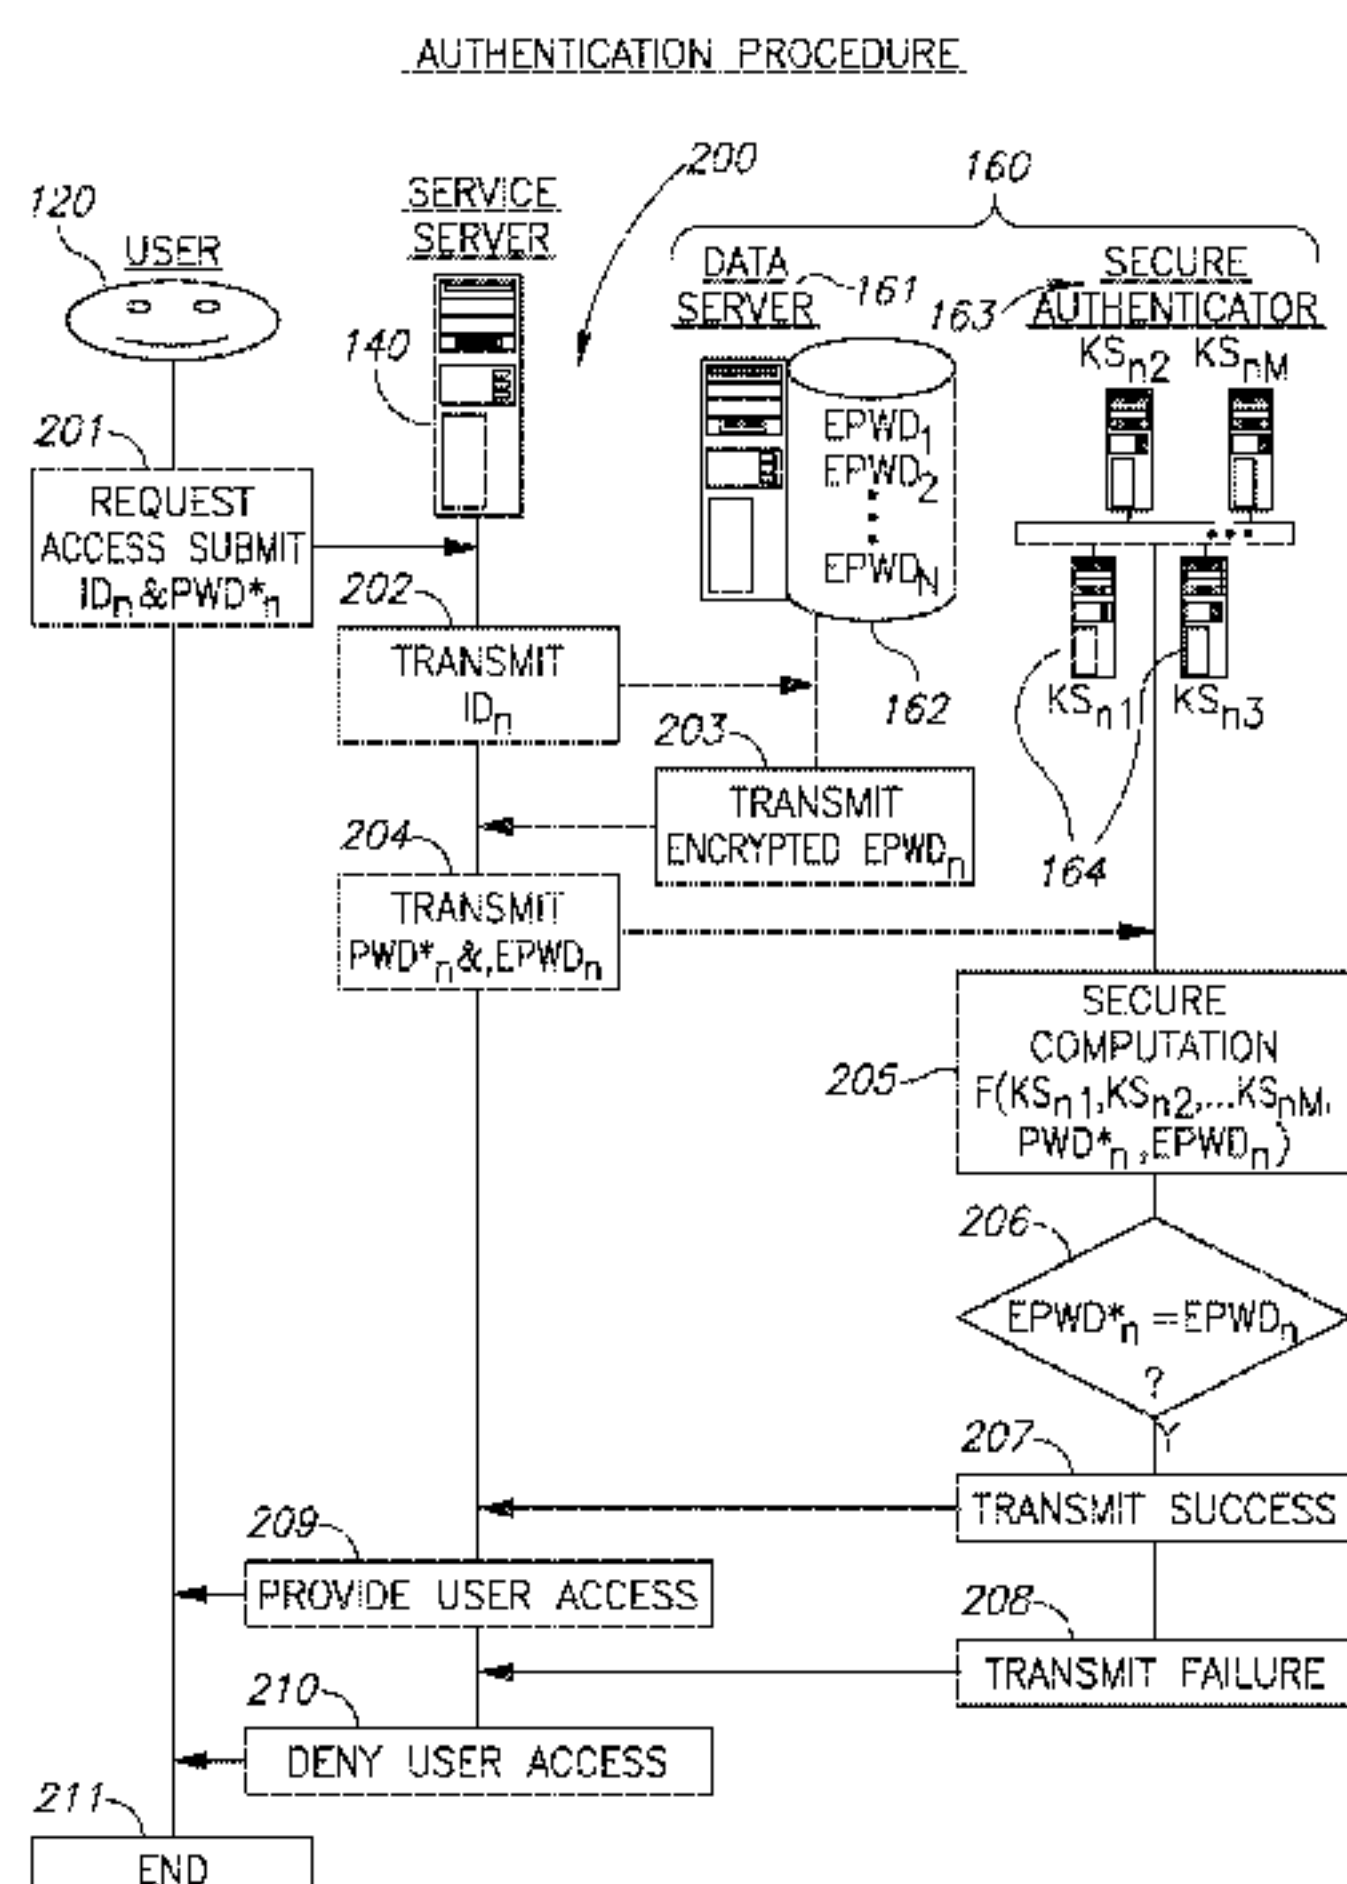 AUTHENTICATION PROCEDURE
200
160
120
USER
SERVICE
SERVER
DATA
SERVER
161
163
SECURE
AUTHENTICATOR
140
KSn2
KSnM
EPWD1
EPWD2
EPWDN
201
REQUEST
ACCESS SUBMIT
IDn&PWD*n
202
TRANSMIT
IDn
162
KSn1
KSn3
203
TRANSMIT
ENCRYPTED EPWDn
164
204
TRANSMIT
PWD*n&,EPWDn
205
SECURE
COMPUTATION
F(KSn1,KSn2,...KSnM,
PWD*n,EPWDn)
206
EPWD*n=EPWDn
?
Y
207
TRANSMIT SUCCESS
209
PROVIDE USER ACCESS
208
TRANSMIT FAILURE
210
DENY USER ACCESS
211
END